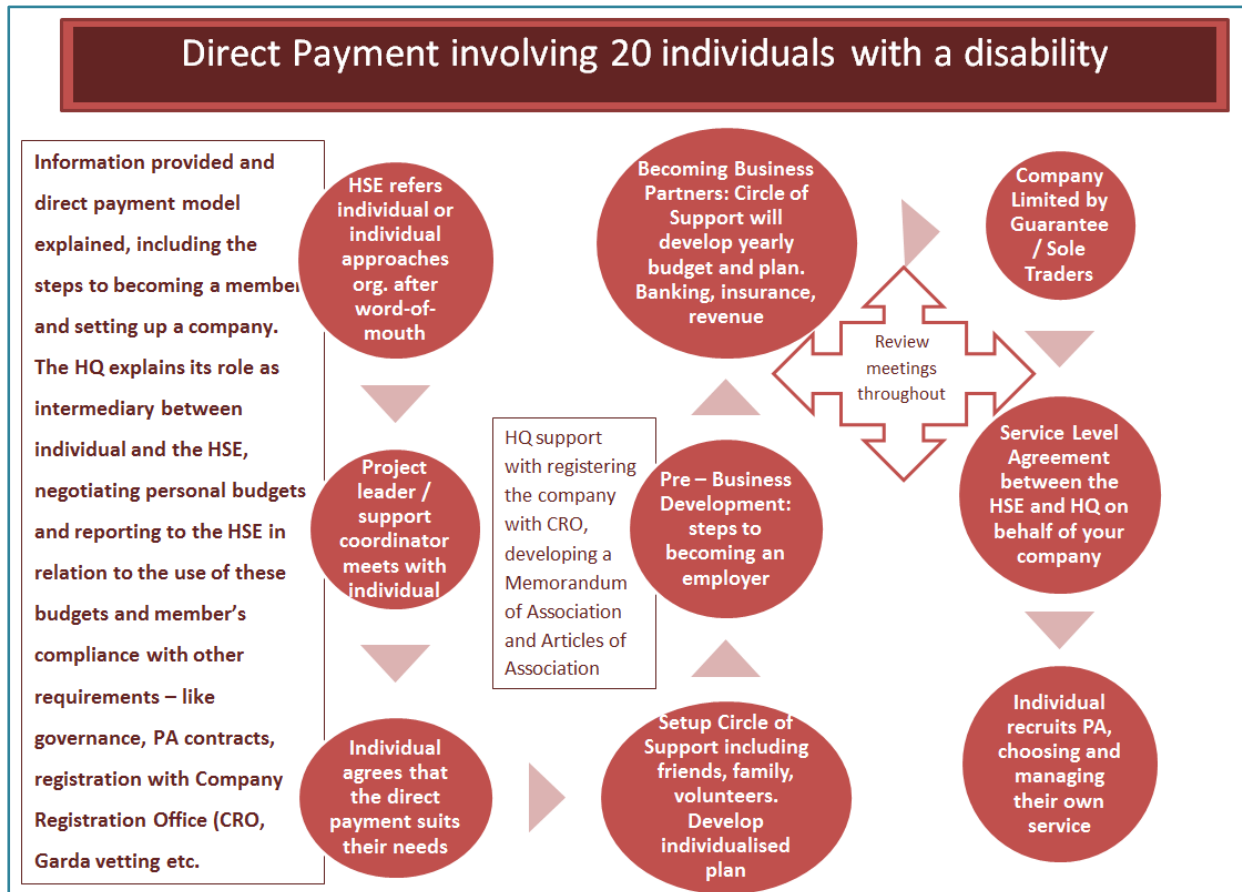 Direct Payment involving 20 individuals with a disability
Information provided and
direct payment model
explained, including the
steps to becoming a member
and setting up a company.
The HQ explains its role as
intermediary between
individual and the HSE,
negotiating personal budgets
and reporting to the HSE in
relation to the use of these
budgets and member’s
compliance with other
requirements – like
governance, PA contracts,
registration with Company
Registration Office (CRO,
Garda vetting etc.
HSE refers
individual or
individual
approaches
org. after
word-of-
mouth
Project
leader /
support
coordinator
meets with
individual
Individual
agrees that
the direct
payment suits
their needs
Setup Circle of
Support including
friends, family,
volunteers.
Develop
individualised
plan
HQ support
with registering
the company
with CRO,
developing a
Memorandum
of Association
and Articles of
Association
Pre – Business
Development:
steps to
becoming an
employer
Becoming Business
Partners: Circle of
Support will
develop yearly
budget and plan.
Banking, insurance,
revenue
Review
meetings
throughout
Company
Limited by
Guarantee
/ Sole
Traders
Service Level
Agreement
between the
HSE and HQ on
behalf of your
company
Individual
recruits PA,
choosing and
managing
their own
service